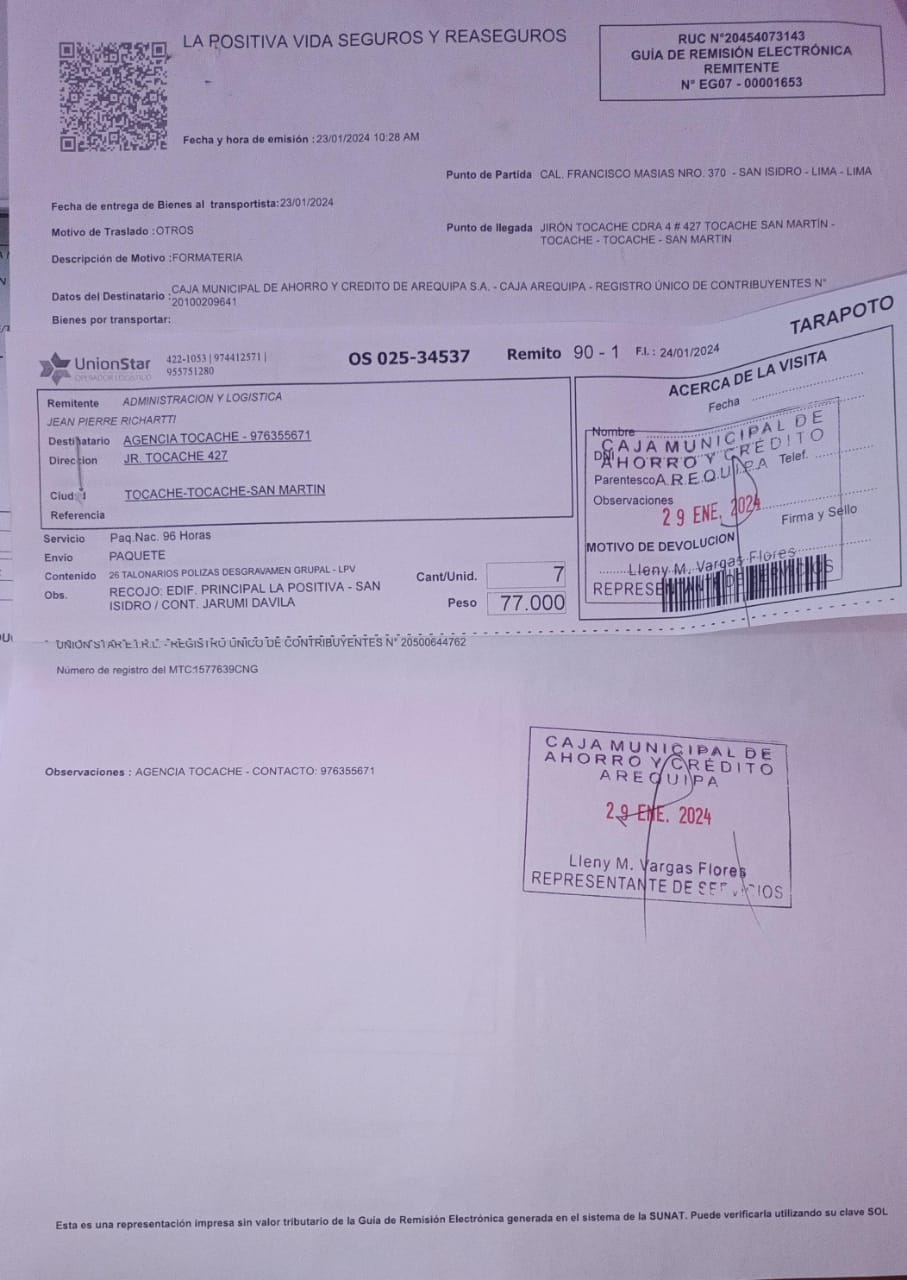 LA POSITIVA VIDA SEGUROS Y REASEGUROS
RUC N°20454073143
GUÍA DE REMISIÓN ELECTRÓNICA
REMITENTE
N° EG07 - 00001653
Fecha y hora de emisión :23/01/2024 10:28 AM
Punto de Partida CAL. FRANCISCO MASIAS NRO. 370 - SAN ISIDRO - LIMA - LIMA
Fecha de entrega de Bienes al transportista:23/01/2024
Motivo de Traslado :OTROS
Punto de llegada JIRÓN TOCACHE CDRA 4 # 427 TOCACHE SAN MARTÍN -
TOCACHE - TOCACHE - SAN MARTIN
Descripción de Motivo :FORMATERIA
Datos del Destinatario :CAJA MUNICIPAL DE AHORRO Y CREDITO DE AREQUIPA S.A. - CAJA AREQUIPA - REGISTRO ÚNICO DE CONTRIBUYENTES N°
20100209641
Bienes por transportar:
UnionStar
OPERADOR LOGISTICO
422-1053 | 974412571 |
955751280
OS 025-34537
Remito 90 - 1 F.I.: 24/01/2024
TARAPOTO
Remitente ADMINISTRACION Y LOGISTICA
JEAN PIERRE RICHARTTI
Destinatario AGENCIA TOCACHE - 976355671
Direccion JR. TOCACHE 427
Ciudad TOCACHE-TOCACHE-SAN MARTIN
Referencia
Servicio Paq.Nac. 96 Horas
Envio PAQUETE
Contenido 26 TALONARIOS POLIZAS DESGRAVAMEN GRUPAL - LPV
Obs. RECOJO: EDIF. PRINCIPAL LA POSITIVA - SAN
ISIDRO / CONT. JARUMI DAVILA
Cant/Unid. 7
Peso 77.000
ACERCA DE LA VISITA
Fecha
Nombre
CAJA MUNICIPAL DE
DNI
AHORRO Y CRÉDITO
Telef.
Parentesco
AREQUIPA
Observaciones
29 ENE. 2024
Firma y Sello
MOTIVO DE DEVOLUCION
Lleny M. Vargas Flores
REPRESENTANTE DE SERVICIOS
UNION STAR E.I.R.L. - REGISTRO ÚNICO DE CONTRIBUYENTES N° 20500644762
Número de registro del MTC:1577639CNG
Observaciones : AGENCIA TOCACHE - CONTACTO: 976355671
CAJA MUNICIPAL DE
AHORRO Y CRÉDITO
AREQUIPA
29 ENE. 2024
Lleny M. Vargas Flores
REPRESENTANTE DE SERVICIOS
Esta es una representación impresa sin valor tributario de la Guía de Remisión Electrónica generada en el sistema de la SUNAT. Puede verificarla utilizando su clave SOL